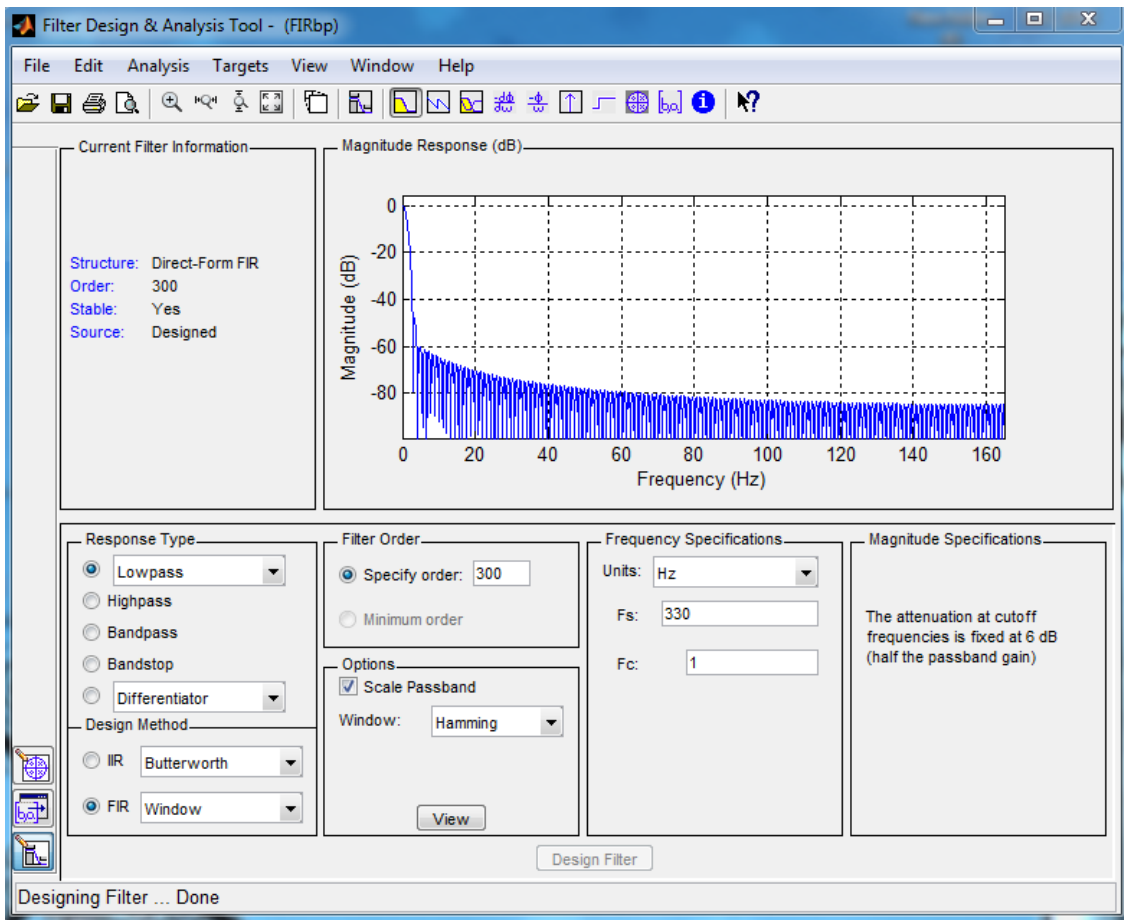 Filter Design & Analysis Tool - (FIRbp)
File Edit Analysis Targets View Window Help
Current Filter Information
Structure: Direct-Form FIR
Order: 300
Stable: Yes
Source: Designed
Magnitude Response (dB)
0
-20
-40
-60
-80
Magnitude (dB)
0 20 40 60 80 100 120 140 160
Frequency (Hz)
Response Type
Lowpass
Highpass
Bandpass
Bandstop
Differentiator
Design Method
IIR Butterworth
FIR Window
Filter Order
Specify order: 300
Minimum order
Options
Scale Passband
Window: Hamming
View
Frequency Specifications
Units: Hz
Fs: 330
Fc: 1
Magnitude Specifications
The attenuation at cutoff
frequencies is fixed at 6 dB
(half the passband gain)
Design Filter
Designing Filter ... Done